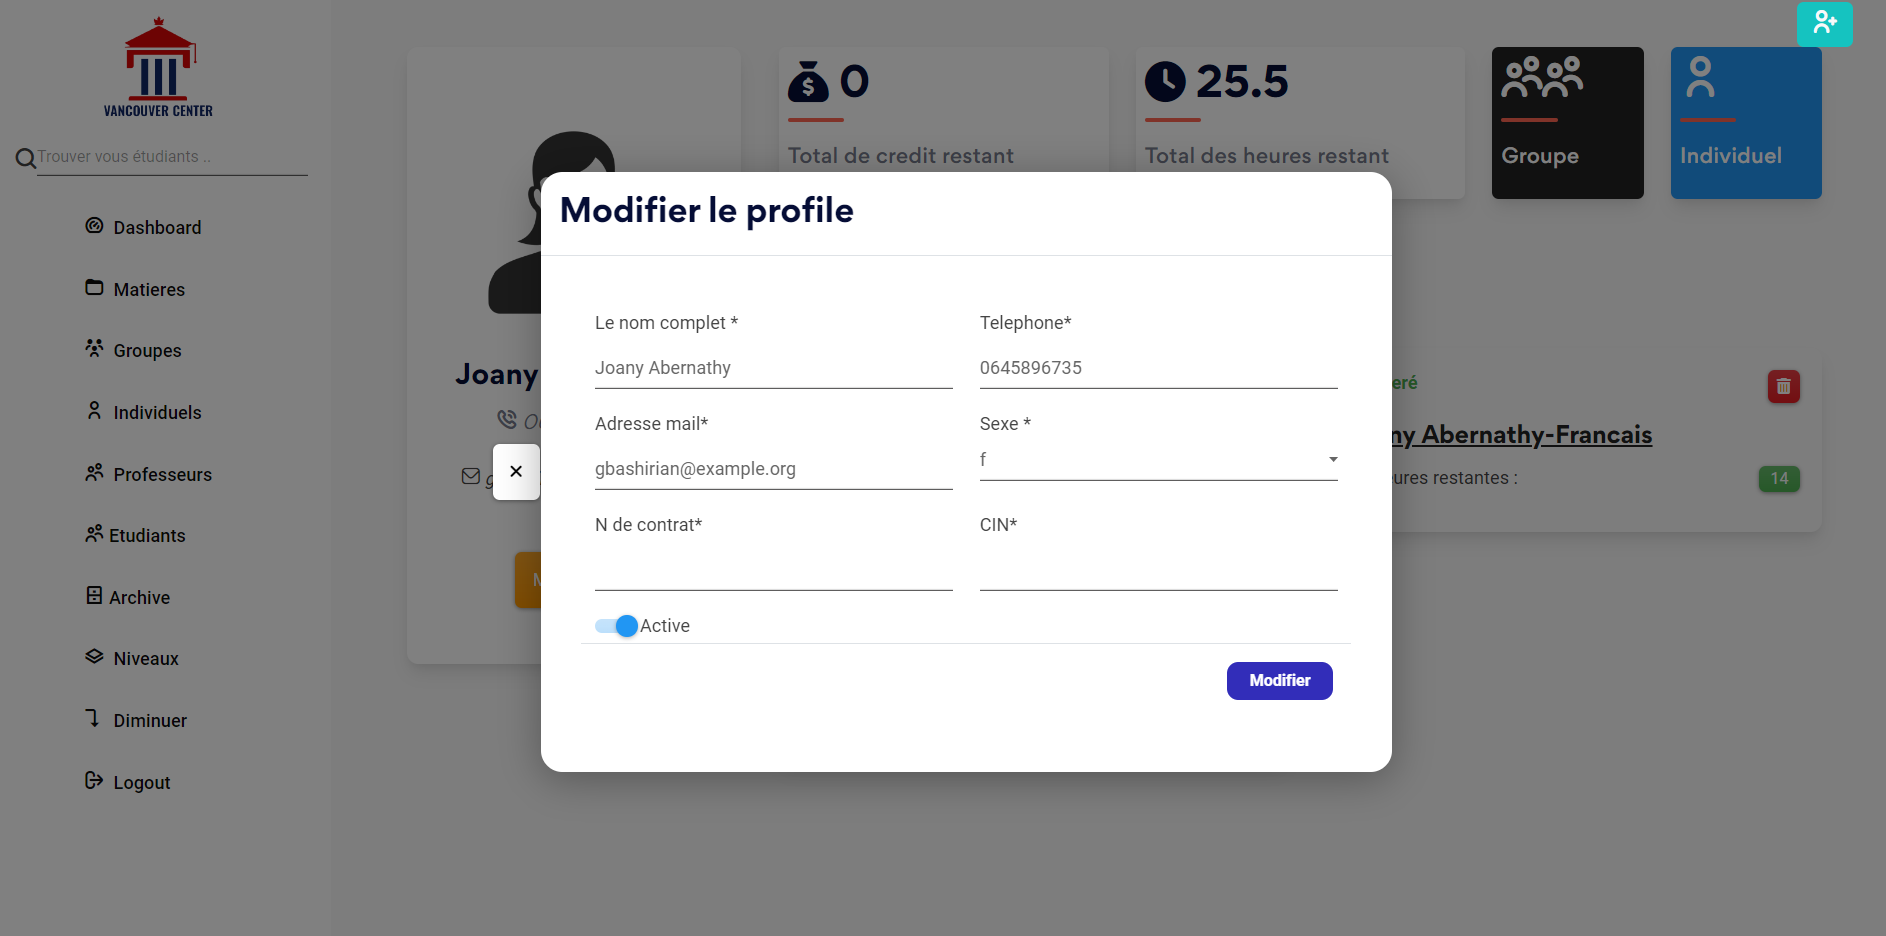 VANCOUVER CENTER
Trouver vous étudiants ..
Dashboard
Matieres
Groupes
Individuels
Professeurs
Etudiants
Archive
Niveaux
Diminuer
Logout
0
Total de credit restant
25.5
Total des heures restant
Groupe
Individuel
Joany
Modifier le profile
Le nom complet *
Joany Abernathy
Telephone*
0645896735
Adresse mail*
gbashirian@example.org
Sexe *
f
N de contrat*
CIN*
Active
Modifier
eré
ny Abernathy-Francais
ures restantes :
14